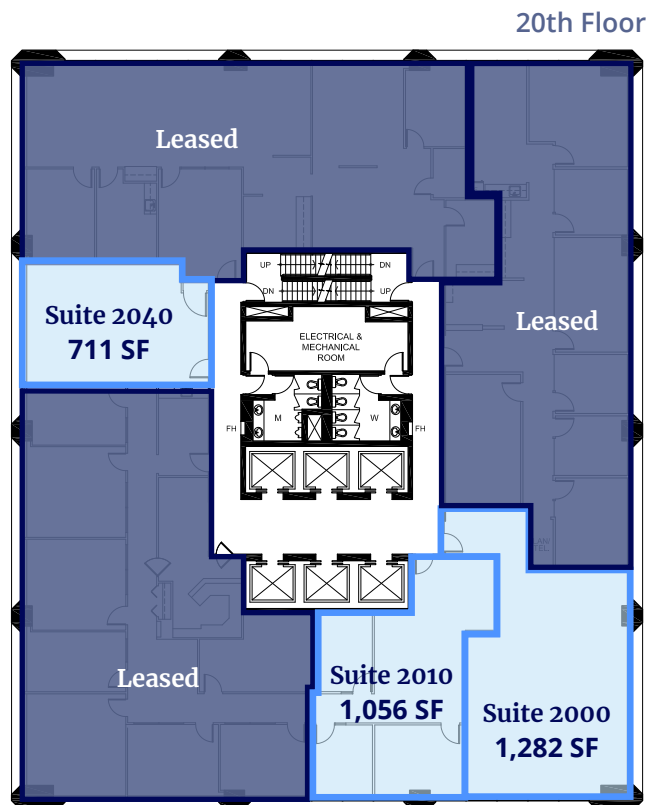 20th Floor
Leased
UP
DN
DN
UP
Suite 2040
711 SF
Leased
ELECTRICAL &
MECHANICAL
ROOM
FH
M
W
FH
Leased
Suite 2010
1,056 SF
Suite 2000
1,282 SF